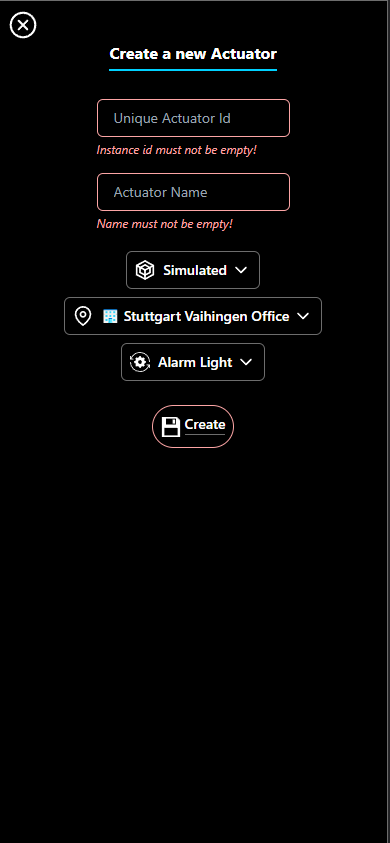 Create a new Actuator
Unique Actuator Id
Instance id must not be empty!
Actuator Name
Name must not be empty!
Simulated
🏢 Stuttgart Vaihingen Office
Alarm Light
Create